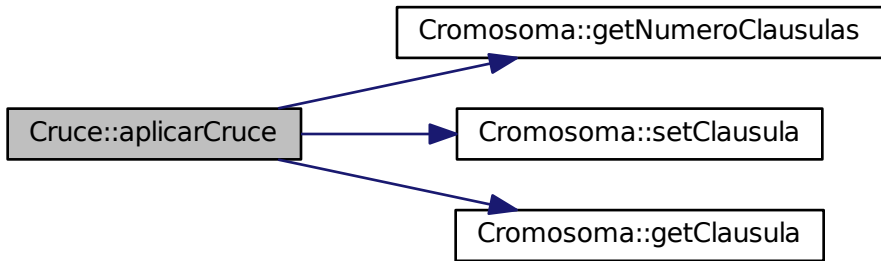 Cromosoma::getNumeroClausulas
Cruce::aplicarCruce
Cromosoma::setClausula
Cromosoma::getClausula